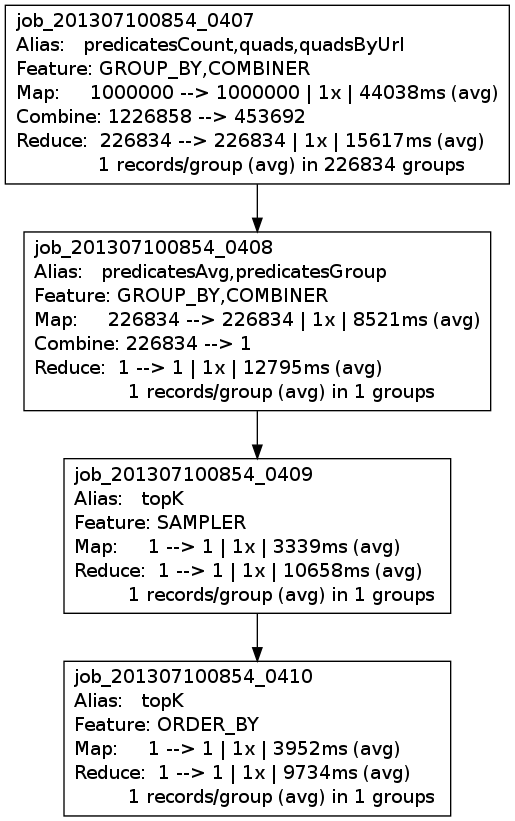 job_201307100854_0407
Alias: predicatesCount,quads,quadsByUrl
Feature: GROUP_BY,COMBINER
Map: 1000000 --> 1000000 | 1x | 44038ms (avg)
Combine: 1226858 --> 453692
Reduce: 226834 --> 226834 | 1x | 15617ms (avg)
1 records/group (avg) in 226834 groups
job_201307100854_0408
Alias: predicatesAvg,predicatesGroup
Feature: GROUP_BY,COMBINER
Map: 226834 --> 226834 | 1x | 8521ms (avg)
Combine: 226834 --> 1
Reduce: 1 --> 1 | 1x | 12795ms (avg)
1 records/group (avg) in 1 groups
job_201307100854_0409
Alias: topK
Feature: SAMPLER
Map: 1 --> 1 | 1x | 3339ms (avg)
Reduce: 1 --> 1 | 1x | 10658ms (avg)
1 records/group (avg) in 1 groups
job_201307100854_0410
Alias: topK
Feature: ORDER_BY
Map: 1 --> 1 | 1x | 3952ms (avg)
Reduce: 1 --> 1 | 1x | 9734ms (avg)
1 records/group (avg) in 1 groups